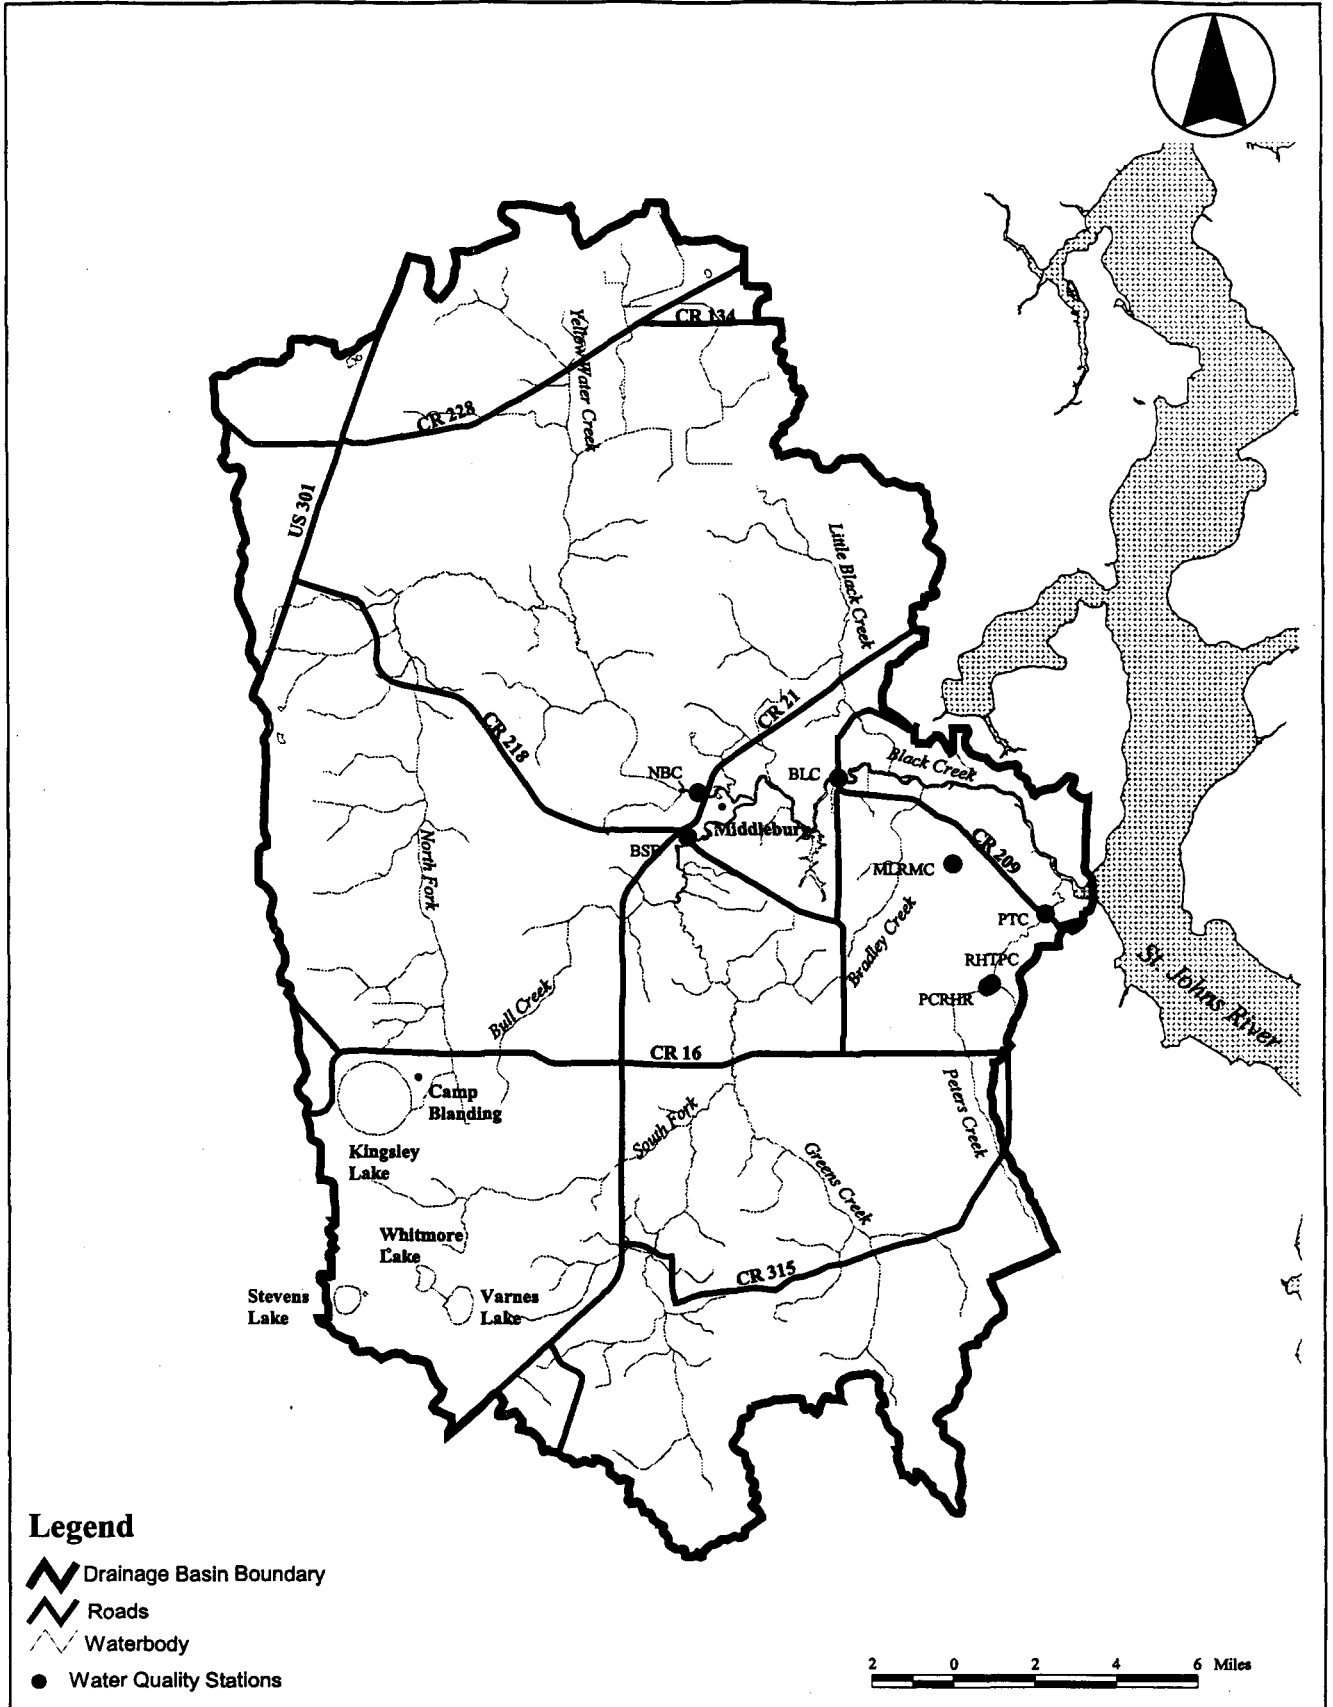 CR 134
Yellow Water Creek
CR 228
US 301
Little Black Creek
CR 21
CR 218
Black Creek
NBC
BLC
Middleburg
CR 209
North Fork
MLRMC
PTC
Bradley Creek
St. Johns River
RHTPC
PCRHR
Bull Creek
CR 16
Camp
Blanding
Peters Creek
South Fork
Kingsley
Lake
Greens Creek
Whitmore
Lake
CR 315
Stevens
Lake
Varnes
Lake
Legend
Drainage Basin Boundary
Roads
Waterbody
Water Quality Stations
2 0 2 4 6 Miles